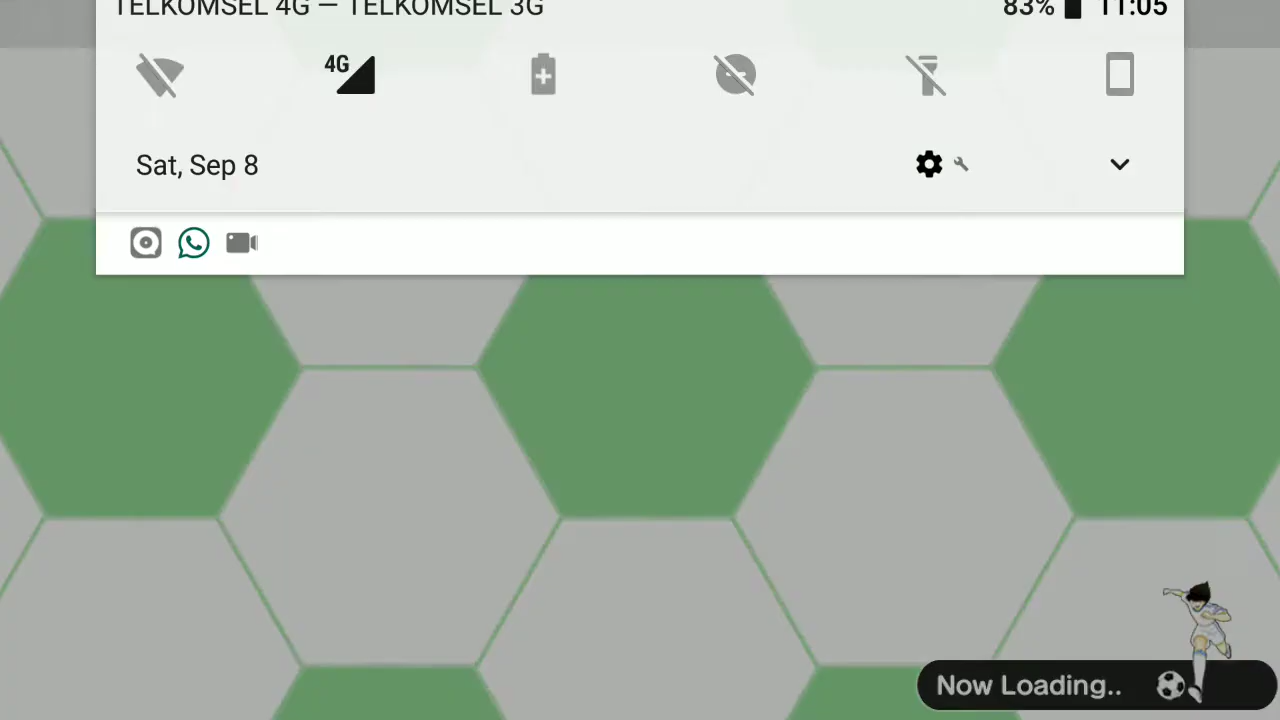 TELKOMSEL 4G — TELKOMSEL 3G
83% 11:05
4G
Sat, Sep 8
Now Loading..